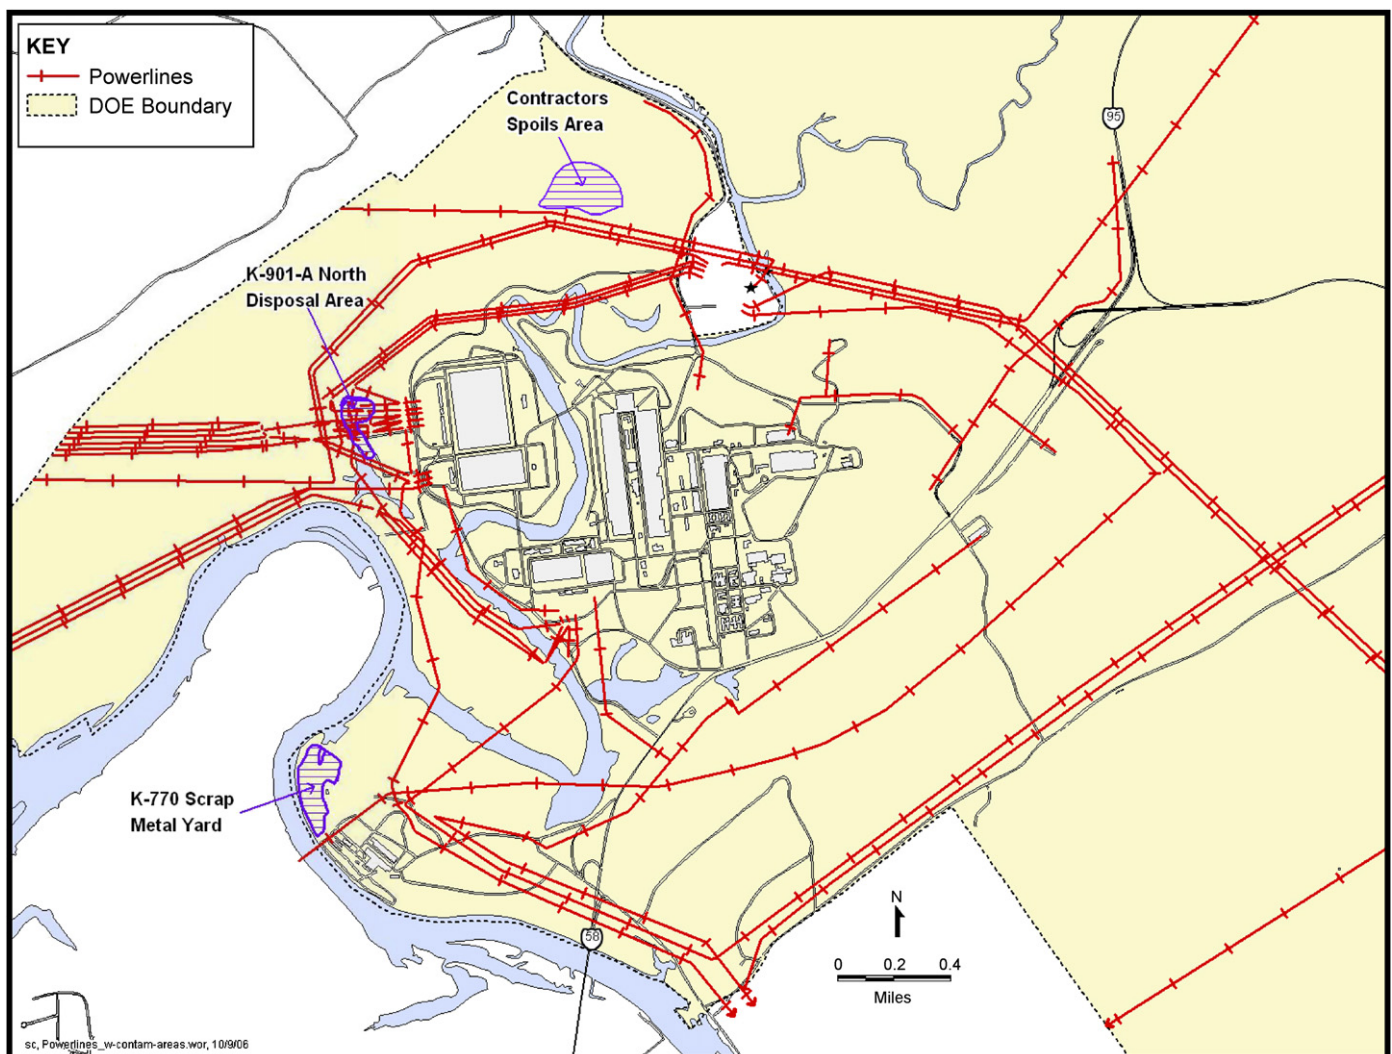 KEY
Powerlines
DOE Boundary
Contractors
Spoils Area
95
K-901-A North
Disposal Area
K-770 Scrap
Metal Yard
58
N
0 0.2 0.4
Miles
sc, Powerlines_w-contam-areas.wor, 10/9/06